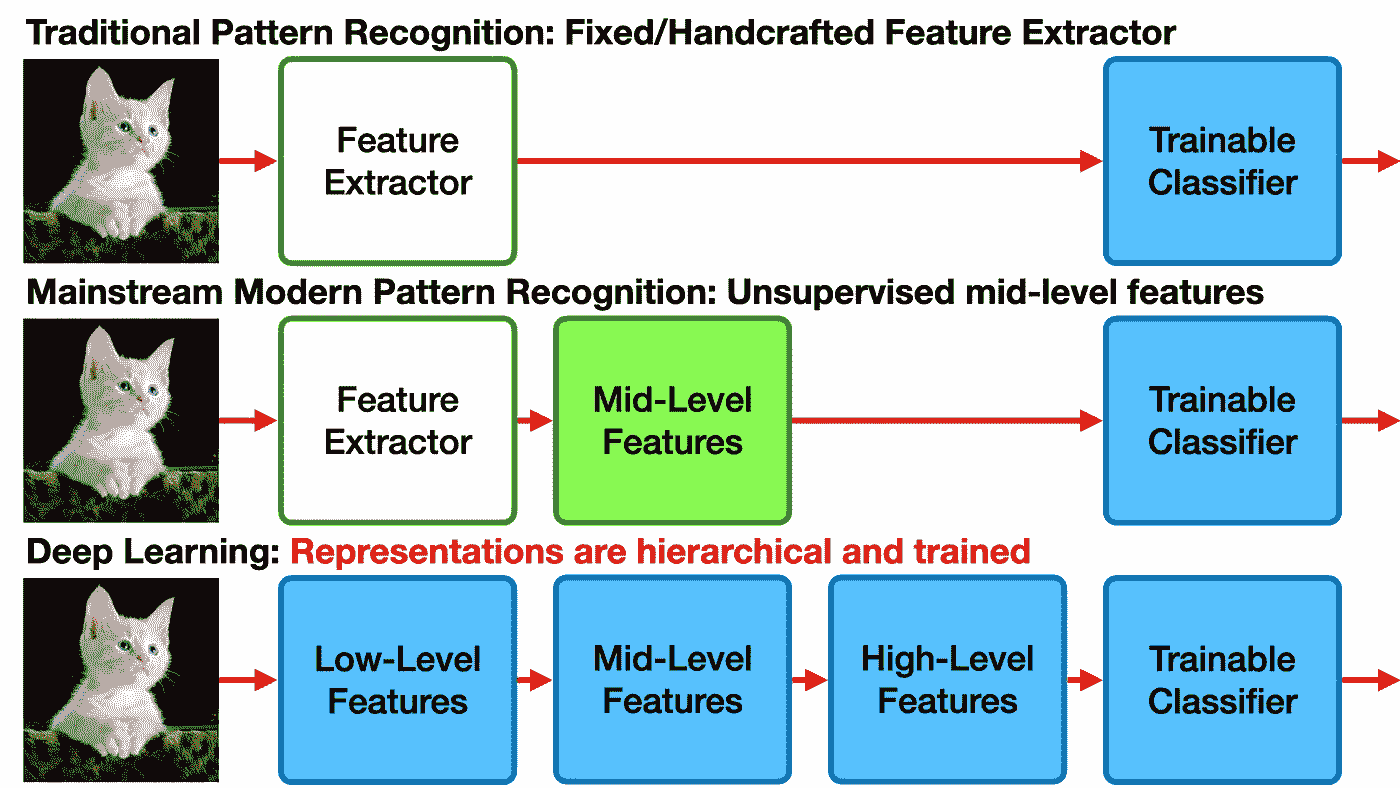 Traditional Pattern Recognition: Fixed/Handcrafted Feature Extractor
Feature
Extractor
Trainable
Classifier
Mainstream Modern Pattern Recognition: Unsupervised mid-level features
Feature
Extractor
Mid-Level
Features
Trainable
Classifier
Deep Learning: Representations are hierarchical and trained
Low-Level
Features
Mid-Level
Features
High-Level
Features
Trainable
Classifier